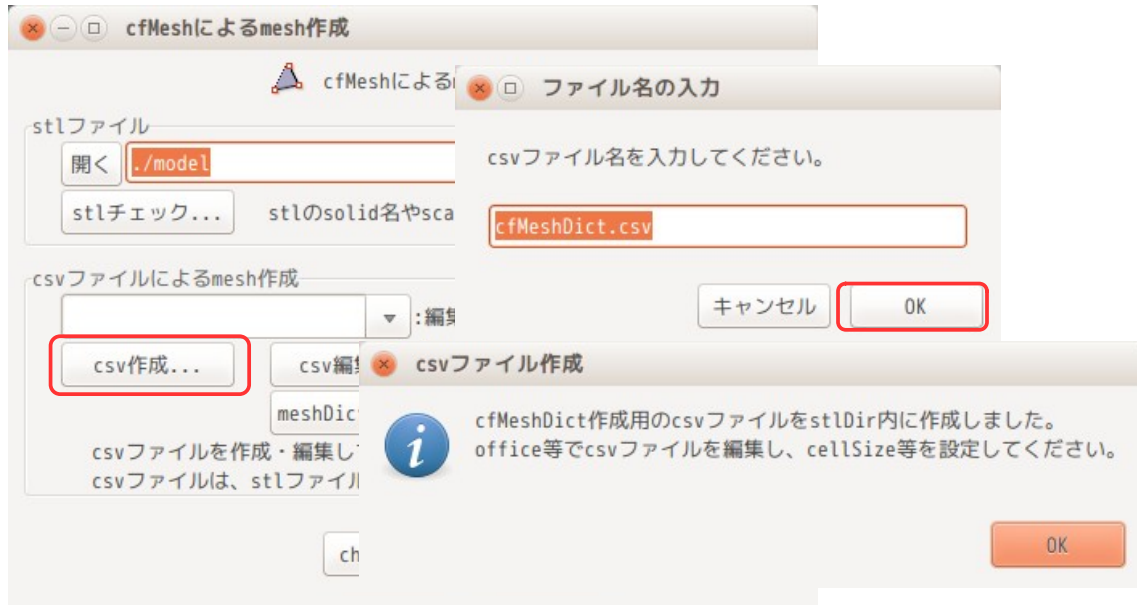 cfMeshによるmesh作成
cfMeshによる
stlファイル
開く ./model
stlチェック... stlのsolid名やsca
csvファイルによるmesh作成
:編集
csv作成... csv編集
meshDic
csvファイルを作成・編集し
csvファイルは、stlファイル
ch
ファイル名の入力
csvファイル名を入力してください。
cfMeshDict.csv
キャンセル OK
csvファイル作成
cfMeshDict作成用のcsvファイルをstlDir内に作成しました。
office等でcsvファイルを編集し、cellSize等を設定してください。
OK